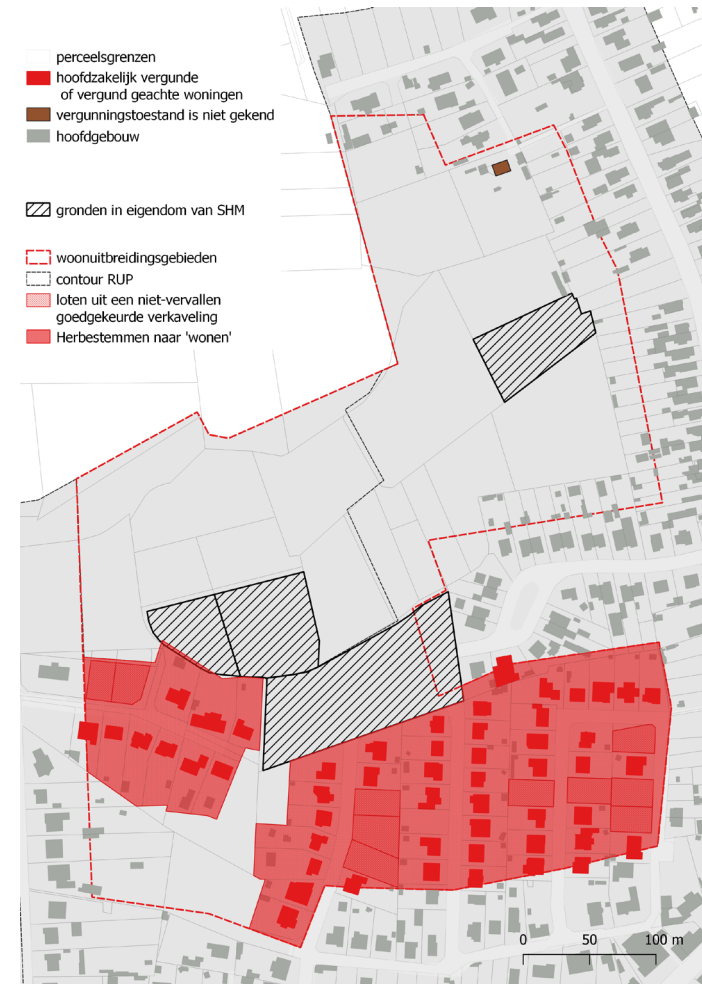 perceelsgrenzen
hoofdzakelijk vergunde
of vergund geachte woningen
vergunningstoestand is niet gekend
hoofdgebouw
gronden in eigendom van SHM
woonuitbreidingsgebieden
contour RUP
loten uit een niet-vervallen
goedgekeurde verkaveling
Herbestemmen naar 'wonen'
0 50 100 m